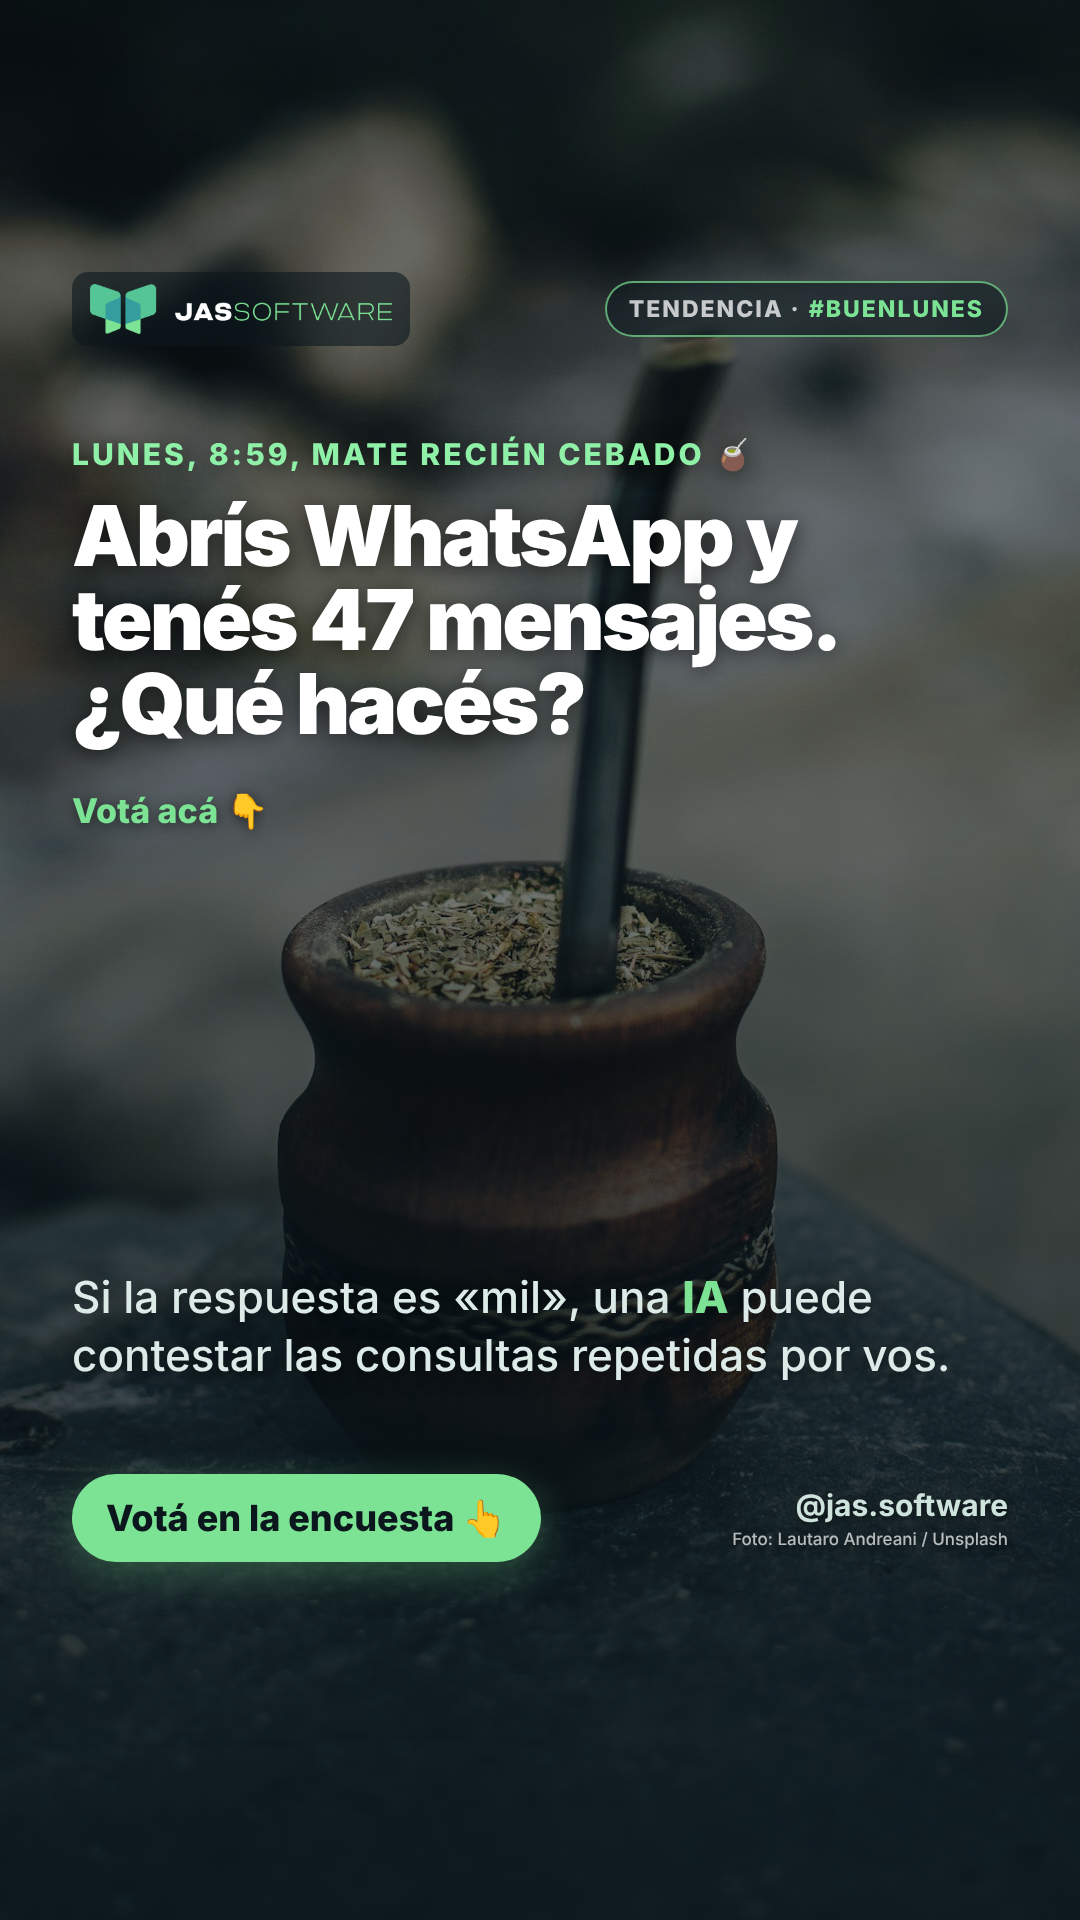 JASSOFTWARE
TENDENCIA · #BUENLUNES
LUNES, 8:59, MATE RECIÉN CEBADO 🧉
Abrís WhatsApp y
tenés 47 mensajes.
¿Qué hacés?
Votá acá 👇
Si la respuesta es «mil», una IA puede
contestar las consultas repetidas por vos.
Votá en la encuesta 👆
@jas.software
Foto: Lautaro Andreani / Unsplash